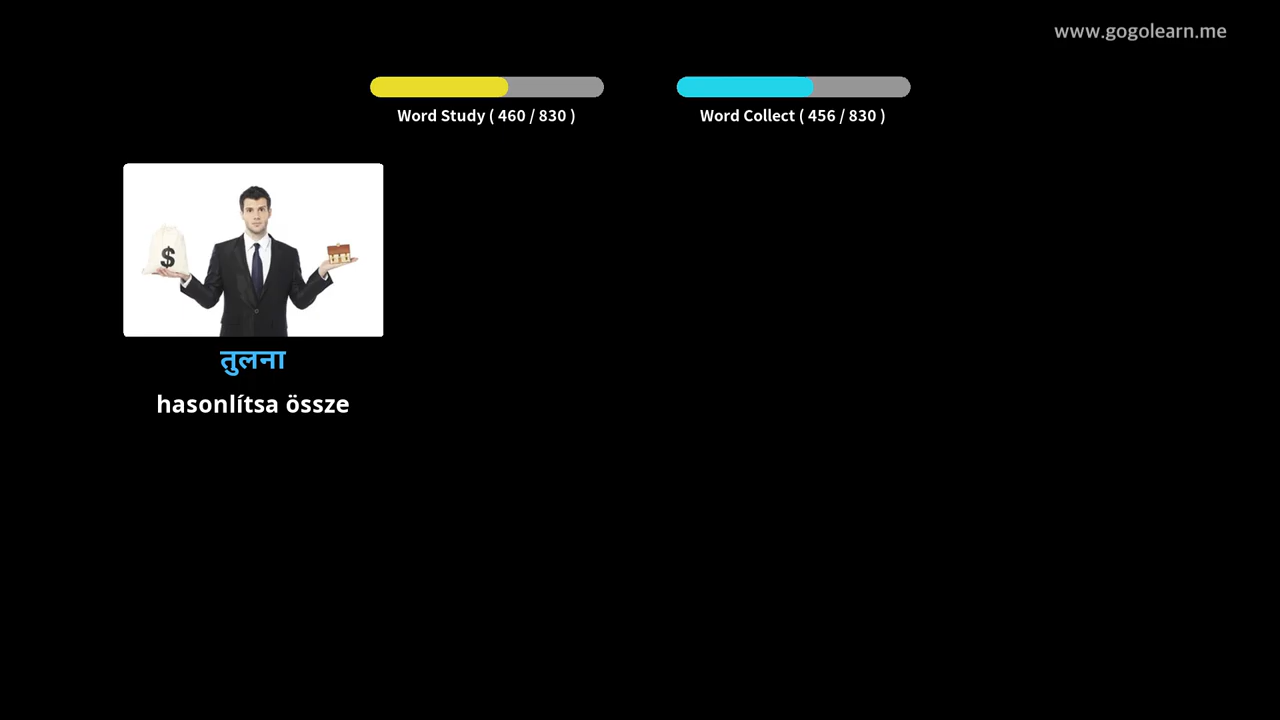 www.gogolearn.me
Word Study ( 460 / 830 )
Word Collect ( 456 / 830 )
$
तुलना
hasonlítsa össze